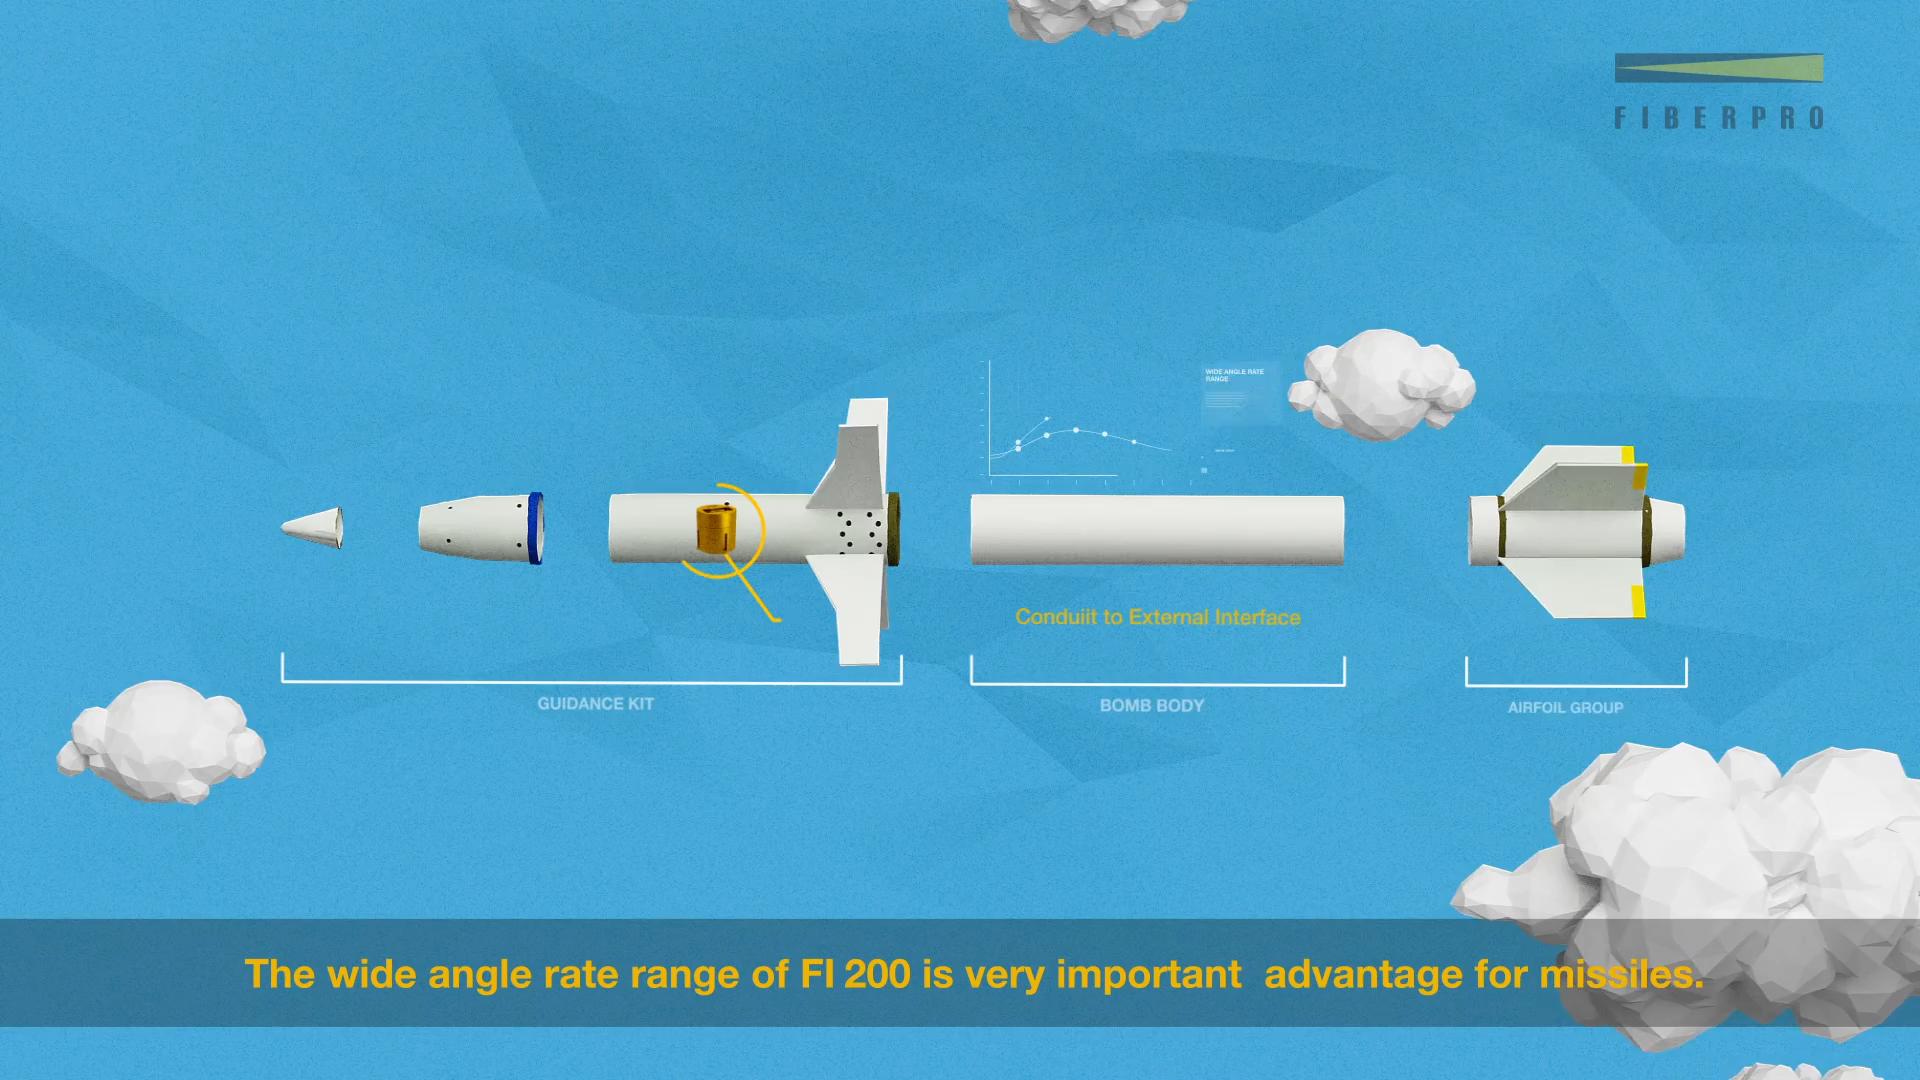 FIBERPRO
WIDE ANGLE RATE
RANGE
Conduiit to External Interface
GUIDANCE KIT
BOMB BODY
AIRFOIL GROUP
The wide angle rate range of FI 200 is very important  advantage for missiles.